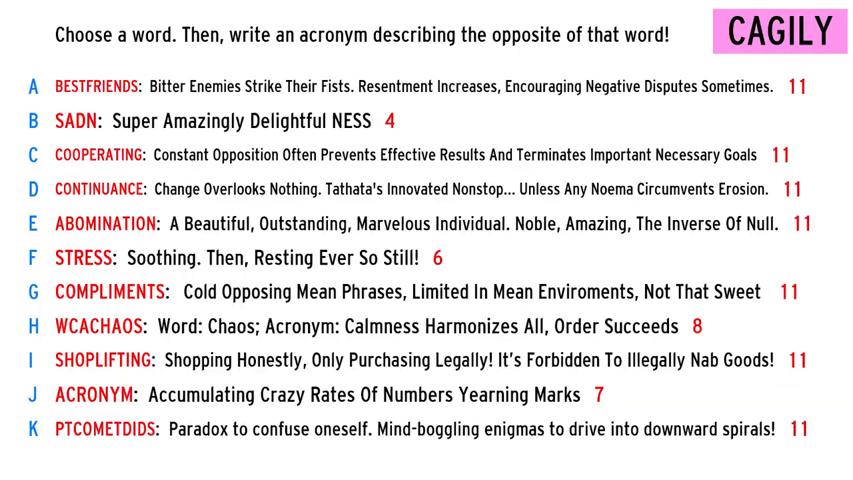 Choose a word. Then, write an acronym describing the opposite of that word!
CAGILY
A BESTFRIENDS: Bitter Enemies Strike Their Fists. Resentment Increases, Encouraging Negative Disputes Sometimes. 11
B SADN: Super Amazingly Delightful NESS 4
C COOPERATING: Constant Opposition Often Prevents Effective Results And Terminates Important Necessary Goals 11
D CONTINUANCE: Change Overlooks Nothing. Tathata's Innovated Nonstop... Unless Any Noema Circumvents Erosion. 11
E ABOMINATION: A Beautiful, Outstanding, Marvelous Individual. Noble, Amazing, The Inverse Of Null. 11
F STRESS: Soothing. Then, Resting Ever So Still! 6
G COMPLIMENTS: Cold Opposing Mean Phrases, Limited In Mean Enviroments, Not That Sweet 11
H WCACHAOS: Word: Chaos; Acronym: Calmness Harmonizes All, Order Succeeds 8
I SHOPLIFTING: Shopping Honestly, Only Purchasing Legally! It's Forbidden To Illegally Nab Goods! 11
J ACRONYM: Accumulating Crazy Rates Of Numbers Yearning Marks 7
K PTCOMETDIDS: Paradox to confuse oneself. Mind-boggling enigmas to drive into downward spirals! 11